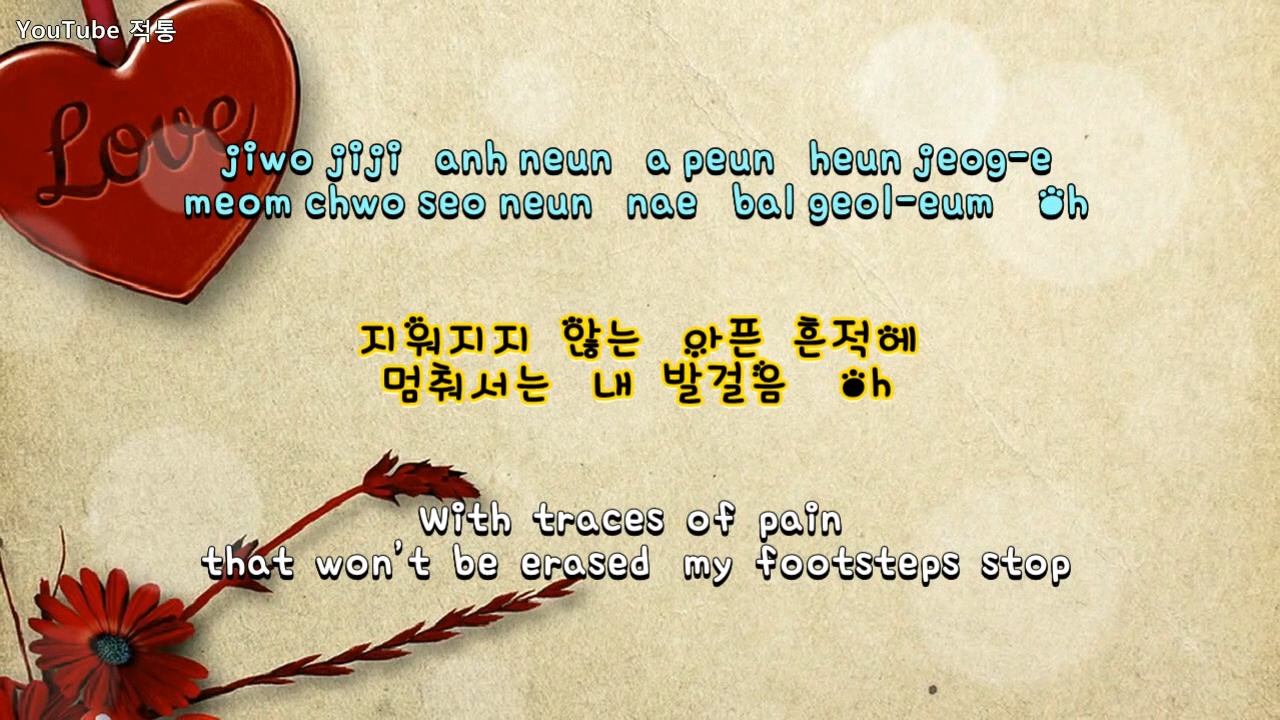 YouTube 적통
Love
jiwo jiji anh neun a peun heun jeog-e
meom chwo seo neun nae bal geol-eum Oh
지워지지 않는 아픈 흔적에
멈춰서는 내 발걸음 Oh
With traces of pain
that won't be erased my footsteps stop